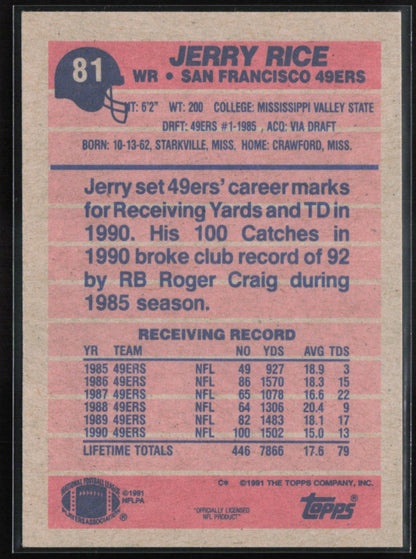 81
JERRY RICE
WR • SAN FRANCISCO 49ERS
HT: 6'2" WT: 200 COLLEGE: MISSISSIPPI VALLEY STATE
DRFT: 49ERS #1-1985 , ACQ: VIA DRAFT
BORN: 10-13-62, STARKVILLE, MISS. HOME: CRAWFORD, MISS.
Jerry set 49ers' career marks
for Receiving Yards and TD in
1990. His 100 Catches in
1990 broke club record of 92
by RB Roger Craig during
1985 season.
RECEIVING RECORD
YR TEAM NO YDS AVG TDS
1985 49ERS NFL 49 927 18.9 3
1986 49ERS NFL 86 1570 18.3 15
1987 49ERS NFL 65 1078 16.6 22
1988 49ERS NFL 64 1306 20.4 9
1989 49ERS NFL 82 1483 18.1 17
1990 49ERS NFL 100 1502 15.0 13
LIFETIME TOTALS 446 7866 17.6 79
NATIONAL FOOTBALL LEAGUE
PLAYERS ASSOCIATION
©1991
NFLPA
"OFFICIALLY LICENSED
NFL PRODUCT"
C* ©1991 THE TOPPS COMPANY, INC.
Topps